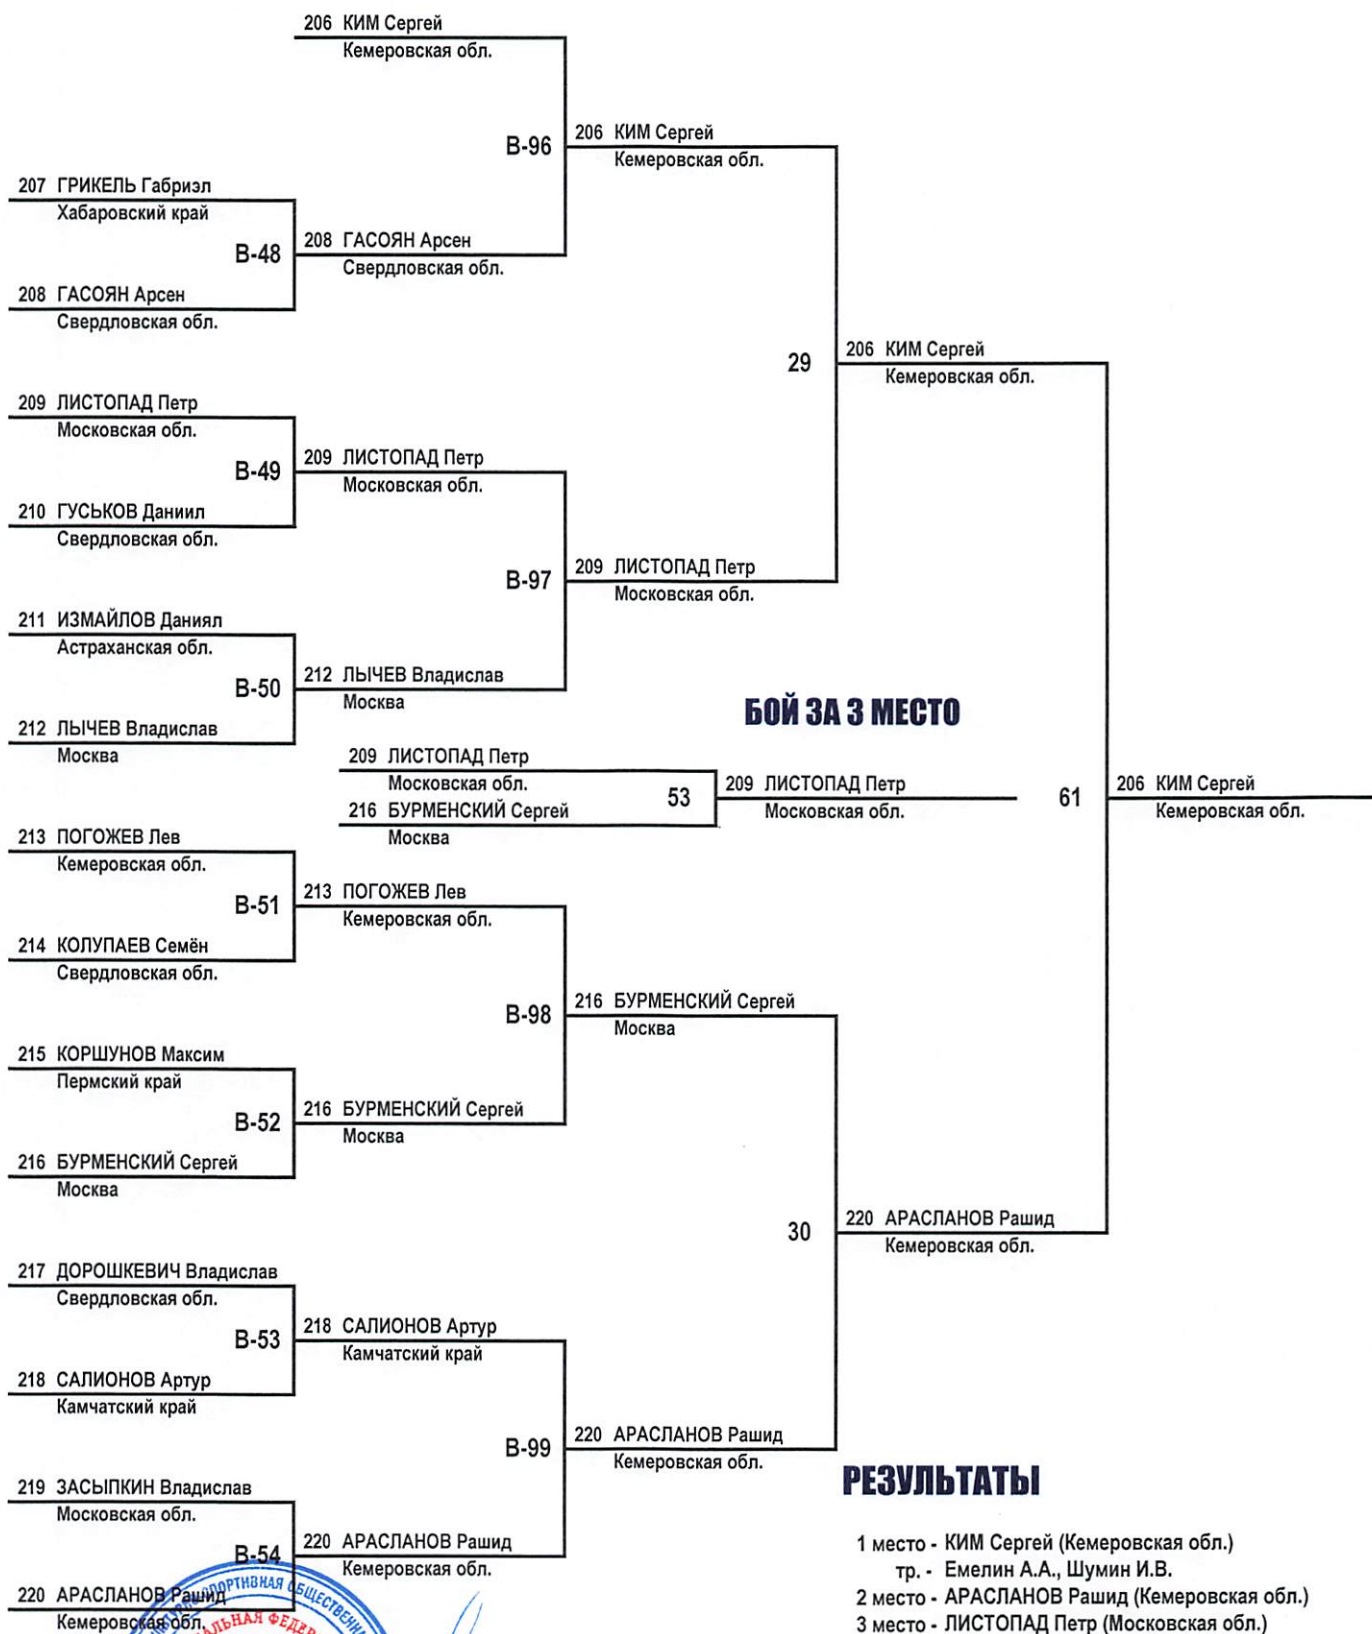 206 КИМ Сергей
Кемеровская обл.
В-96
206 КИМ Сергей
Кемеровская обл.
207 ГРИКЕЛЬ Габриэл
Хабаровский край
В-48
208 ГАСОЯН Арсен
Свердловская обл.
208 ГАСОЯН Арсен
Свердловская обл.
29
206 КИМ Сергей
Кемеровская обл.
209 ЛИСТОПАД Петр
Московская обл.
В-49
209 ЛИСТОПАД Петр
Московская обл.
210 ГУСЬКОВ Даниил
Свердловская обл.
В-97
209 ЛИСТОПАД Петр
Московская обл.
211 ИЗМАЙЛОВ Даниял
Астраханская обл.
В-50
212 ЛЫЧЕВ Владислав
Москва
212 ЛЫЧЕВ Владислав
Москва
БОЙ ЗА 3 МЕСТО
209 ЛИСТОПАД Петр
Московская обл.
216 БУРМЕНСКИЙ Сергей
Москва
53
209 ЛИСТОПАД Петр
Московская обл.
61
206 КИМ Сергей
Кемеровская обл.
213 ПОГОЖЕВ Лев
Кемеровская обл.
В-51
213 ПОГОЖЕВ Лев
Кемеровская обл.
214 КОЛУПАЕВ Семён
Свердловская обл.
В-98
216 БУРМЕНСКИЙ Сергей
Москва
215 КОРШУНОВ Максим
Пермский край
В-52
216 БУРМЕНСКИЙ Сергей
Москва
216 БУРМЕНСКИЙ Сергей
Москва
30
220 АРАСЛАНОВ Рашид
Кемеровская обл.
217 ДОРОШКЕВИЧ Владислав
Свердловская обл.
В-53
218 САЛИОНОВ Артур
Камчатский край
218 САЛИОНОВ Артур
Камчатский край
В-99
220 АРАСЛАНОВ Рашид
Кемеровская обл.
219 ЗАСЫПКИН Владислав
Московская обл.
В-54
220 АРАСЛАНОВ Рашид
Кемеровская обл.
220 АРАСЛАНОВ Рашид
Кемеровская обл.
РЕЗУЛЬТАТЫ
1 место - КИМ Сергей (Кемеровская обл.)
тр. - Емелин А.А., Шумин И.В.
2 место - АРАСЛАНОВ Рашид (Кемеровская обл.)
3 место - ЛИСТОПАД Петр (Московская обл.)